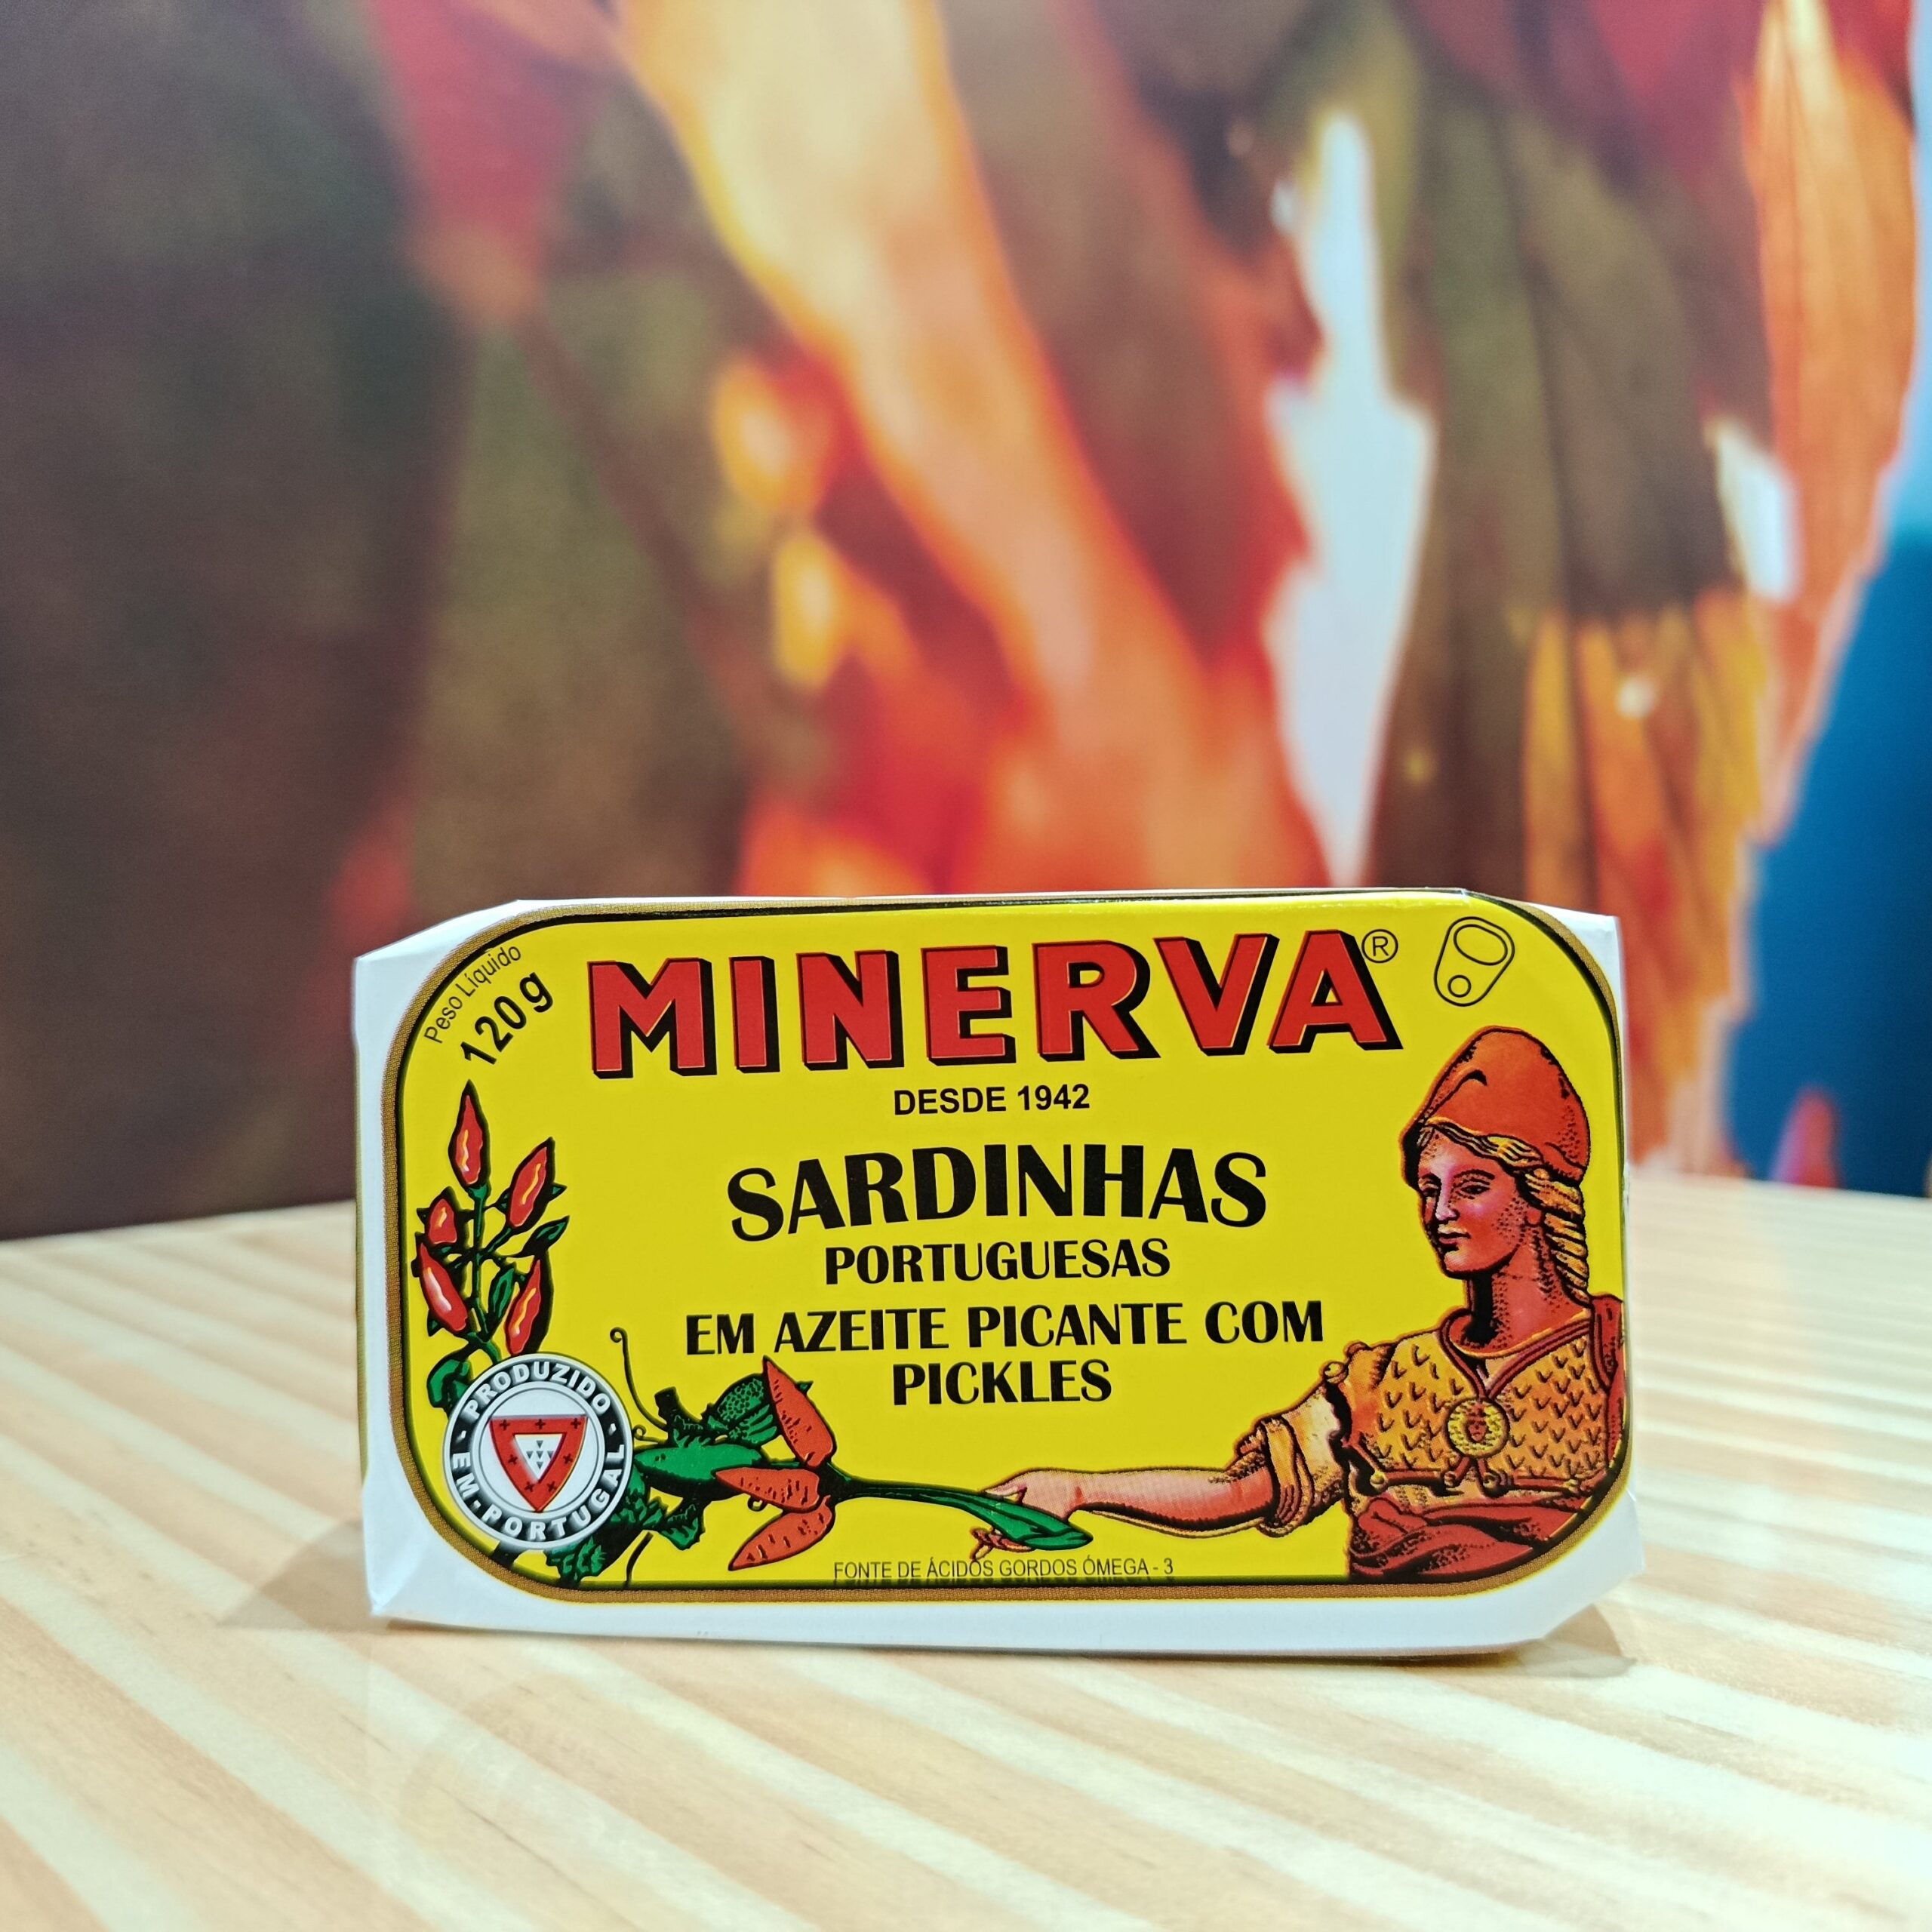 Peso Líquido
120 g
MINERVA®
DESDE 1942
SARDINHAS
PORTUGUESAS
EM AZEITE PICANTE COM
PICKLES
PRODUZIDO - EM - PORTUGAL -
FONTE DE ÁCIDOS GORDOS ÓMEGA - 3